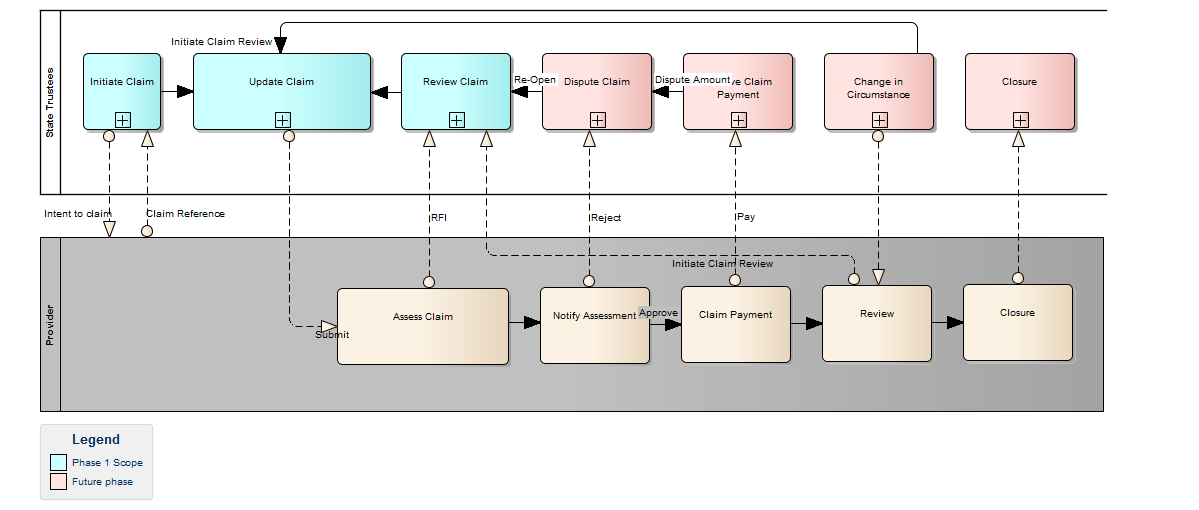 State Trustees
Initiate Claim Review
Initiate Claim
Update Claim
Review Claim
Re-Open
Dispute Claim
Dispute Amount
Claim
Payment
Change in
Circumstance
Closure
Intent to claim
Claim Reference
RFI
Reject
Pay
Initiate Claim Review
Provider
Submit
Assess Claim
Notify Assessment
Approve
Claim Payment
Review
Closure
Legend
Phase 1 Scope
Future phase